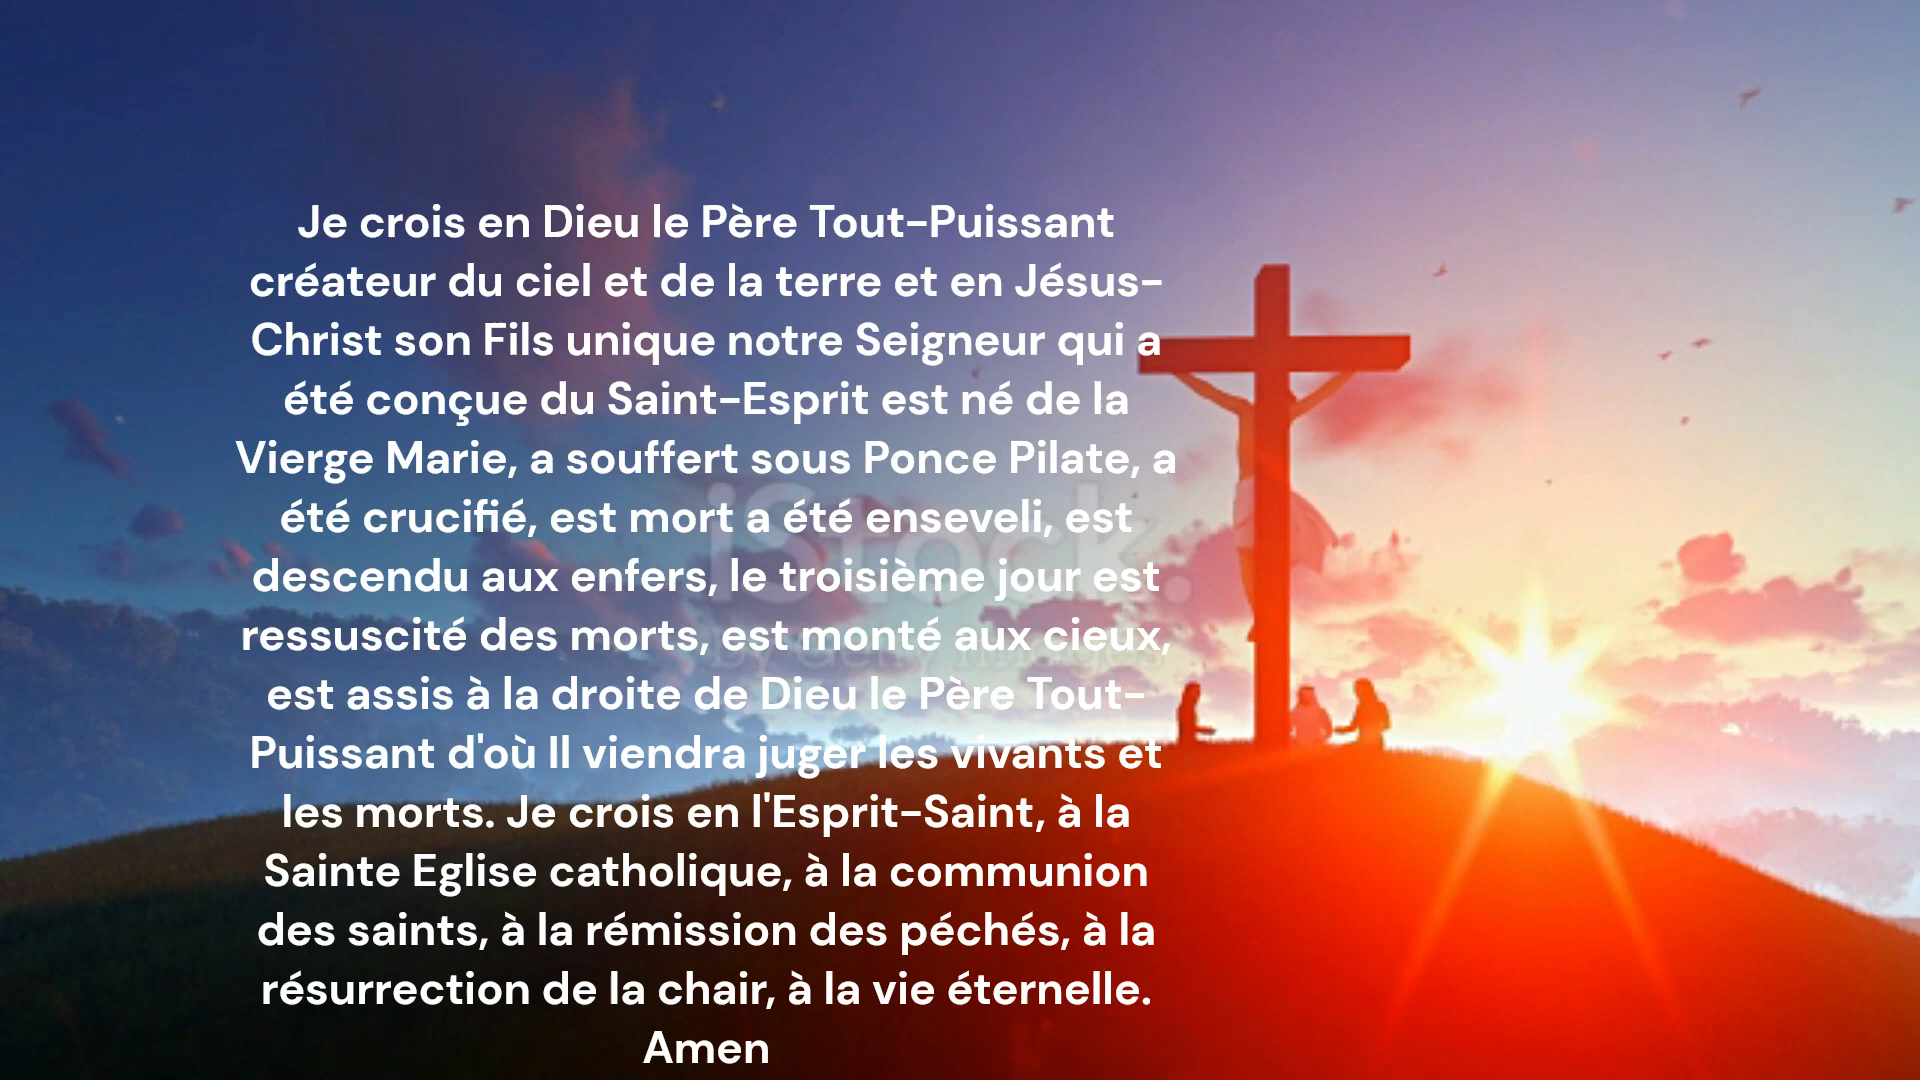 Je crois en Dieu le Père Tout-Puissant
créateur du ciel et de la terre et en Jésus-
Christ son Fils unique notre Seigneur qui a
été conçue du Saint-Esprit est né de la
Vierge Marie, a souffert sous Ponce Pilate, a
été crucifié, est mort a été enseveli, est
descendu aux enfers, le troisième jour est
ressuscité des morts, est monté aux cieux,
est assis à la droite de Dieu le Père Tout-
Puissant d'où Il viendra juger les vivants et
les morts. Je crois en l'Esprit-Saint, à la
Sainte Eglise catholique, à la communion
des saints, à la rémission des péchés, à la
résurrection de la chair, à la vie éternelle.
Amen
iStock.
by Getty Images